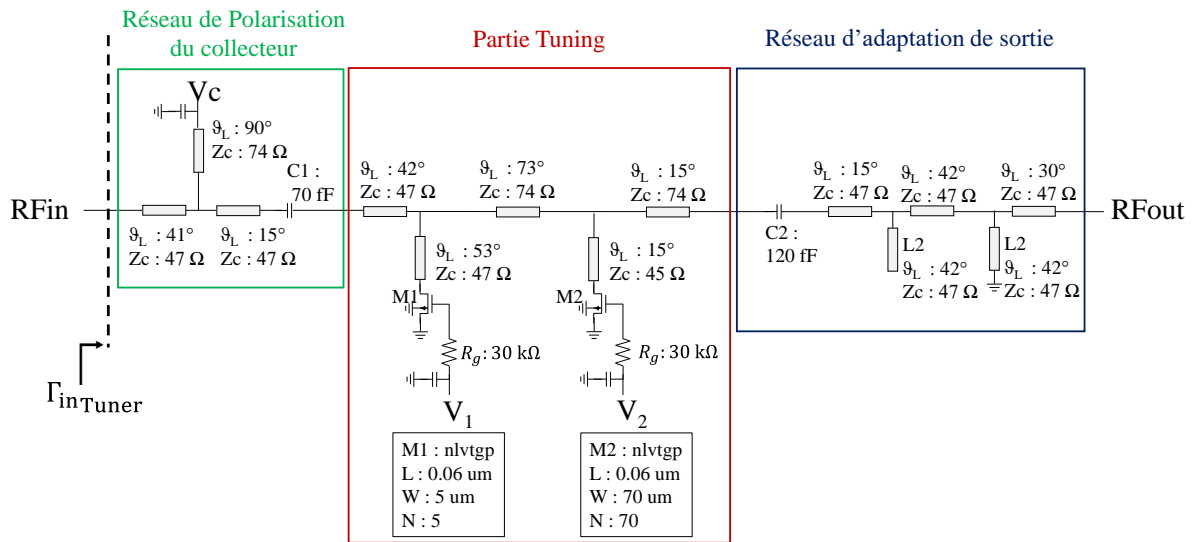 Réseau de Polarisation
du collecteur
Partie Tuning
Réseau d'adaptation de sortie
Vc
ϑL : 90°
Zc : 74 Ω
C1 :
70 fF
ϑL : 42°
Zc : 47 Ω
ϑL : 73°
Zc : 74 Ω
ϑL : 15°
Zc : 74 Ω
ϑL : 15°
Zc : 47 Ω
ϑL : 42°
Zc : 47 Ω
ϑL : 30°
Zc : 47 Ω
RFin
RFout
ϑL : 41°
Zc : 47 Ω
ϑL : 15°
Zc : 47 Ω
ϑL : 53°
Zc : 47 Ω
ϑL : 15°
Zc : 45 Ω
C2 :
120 fF
L2
ϑL : 42°
Zc : 47 Ω
L2
ϑL : 42°
Zc : 47 Ω
M1
M2
Rg: 30 kΩ
Rg: 30 kΩ
ΓinTuner
V1
V2
M1 : nlvtgp
L : 0.06 um
W : 5 um
N : 5
M2 : nlvtgp
L : 0.06 um
W : 70 um
N : 70